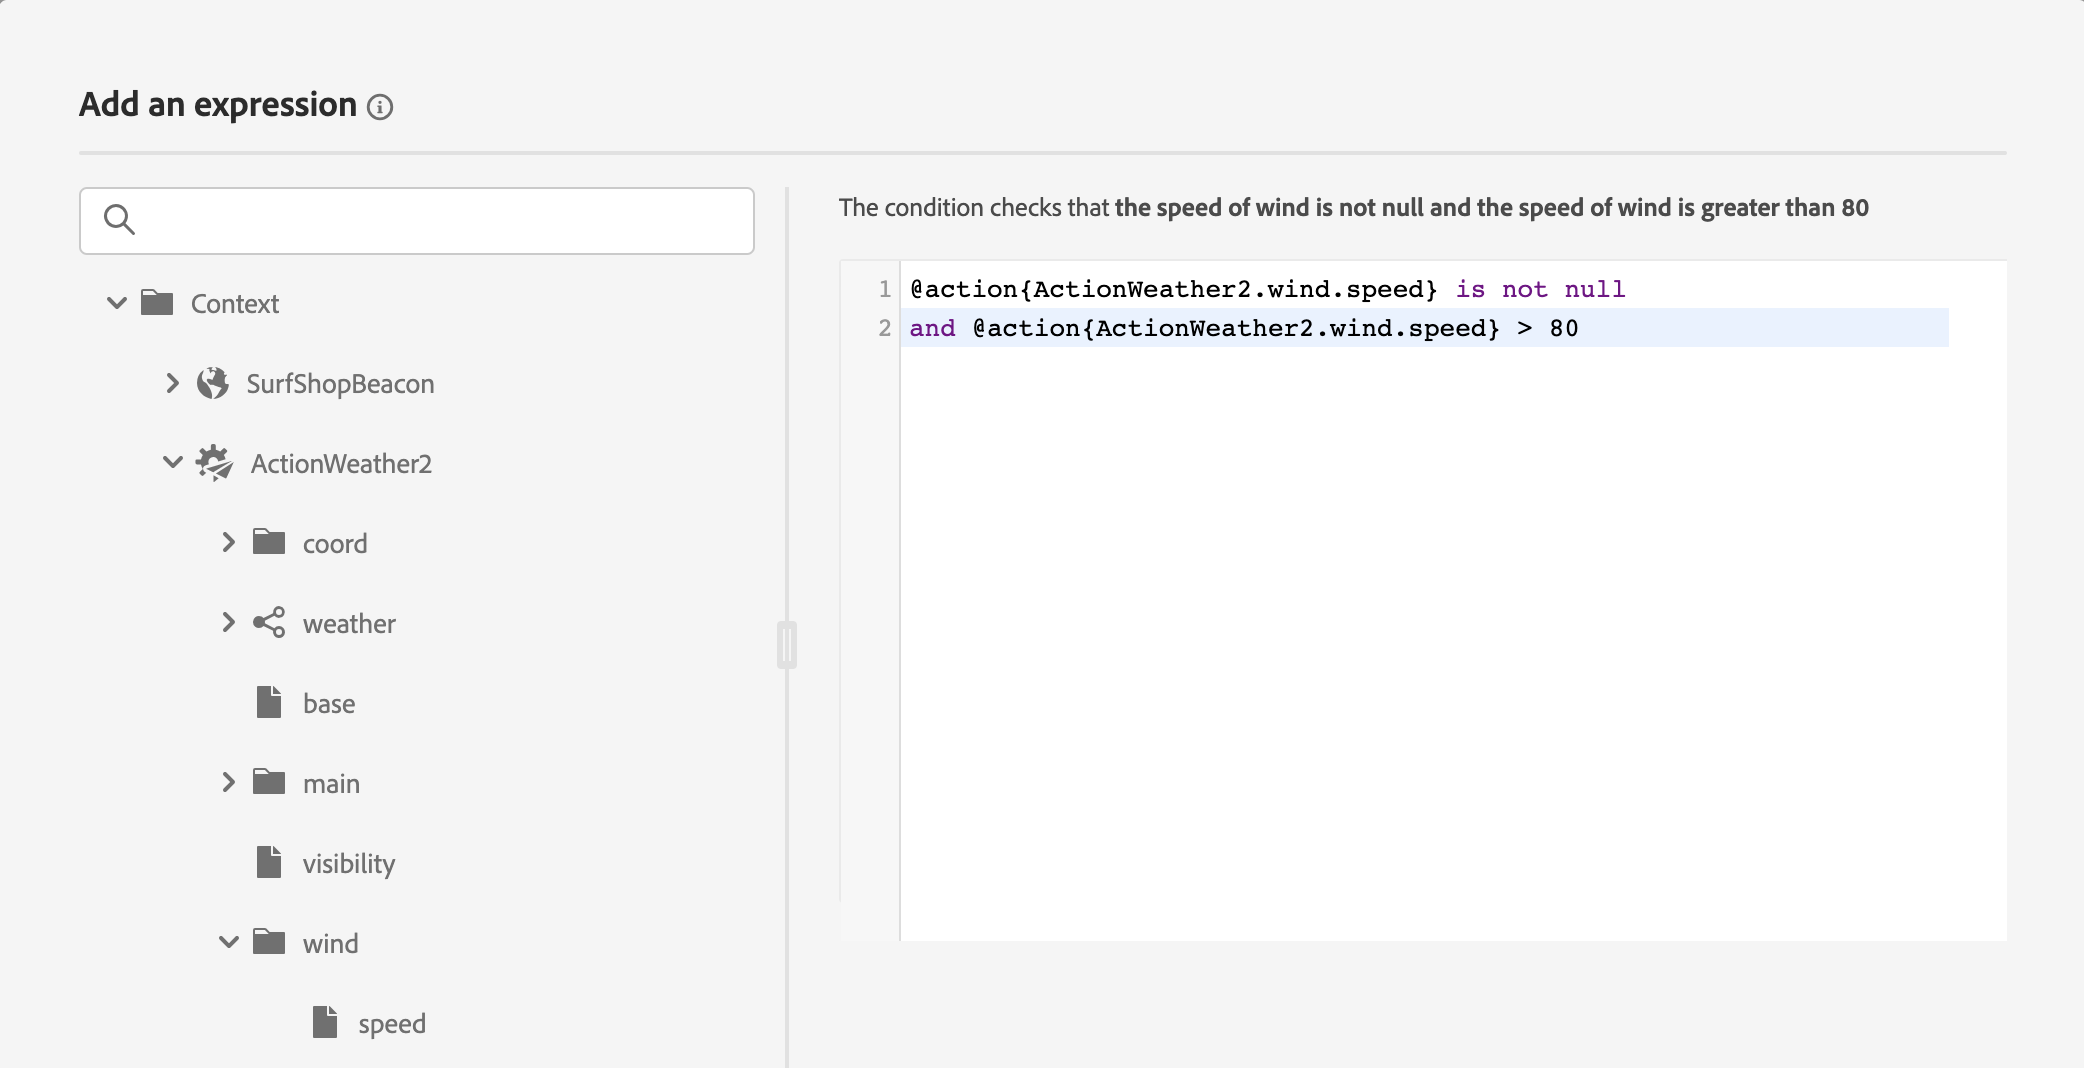 Add an expression
Context
SurfShopBeacon
ActionWeather2
coord
weather
base
main
visibility
wind
speed
The condition checks that the speed of wind is not null and the speed of wind is greater than 80
1 @action{ActionWeather2.wind.speed} is not null
2 and @action{ActionWeather2.wind.speed} > 80